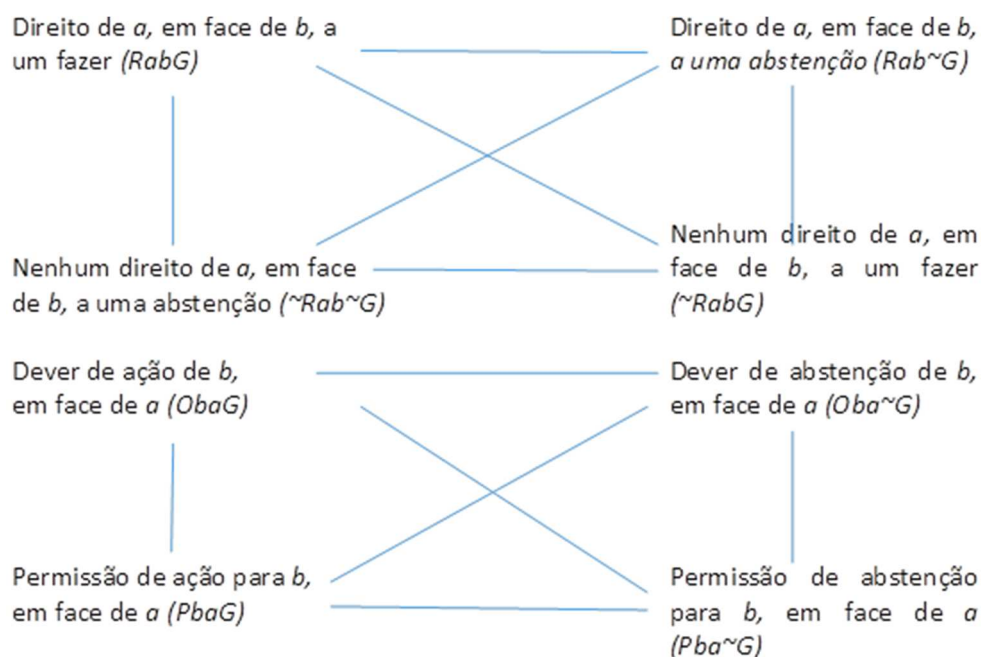 Direito de a, em face de b, a
um fazer (RabG)
Direito de a, em face de b,
a uma abstenção (Rab~G)
Nenhum direito de a, em face
de b, a uma abstenção (~Rab~G)
Nenhum direito de a, em
face de b, a um fazer
(~RabG)
Dever de ação de b,
em face de a (ObaG)
Dever de abstenção de b,
em face de a (Oba~G)
Permissão de ação para b,
em face de a (PbaG)
Permissão de abstenção
para b, em face de a
(Pba~G)